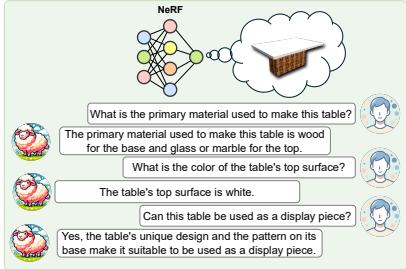 NeRF
What is the primary material used to make this table?
The primary material used to make this table is wood
for the base and glass or marble for the top.
What is the color of the table's top surface?
The table's top surface is white.
Can this table be used as a display piece?
Yes, the table's unique design and the pattern on its
base make it suitable to be used as a display piece.